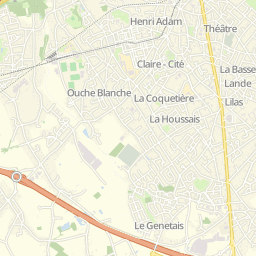 Henri Adam
Théâtre
Claire - Cité
La Basse
Lande
Ouche Blanche
La Coquetière
Lilas
La Houssais
Le Genetais